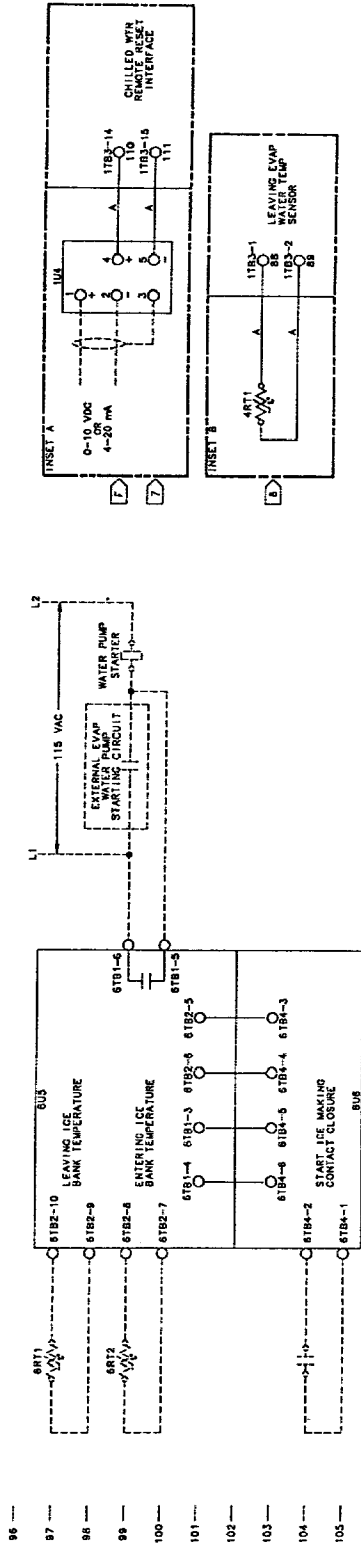 96
97
98
99
100
101
102
103
104
105
6RT1
6RT2
6U5
6TB2-10
LEAVING ICE
BANK TEMPERATURE
6TB2-9
6TB2-8
ENTERING ICE
BANK TEMPERATURE
6TB2-7
6TB1-4
6TB1-3
6TB2-6
6TB2-5
6TB4-6
6TB4-5
6TB4-4
6TB4-3
6TB4-2
START ICE MAKING
CONTACT CLOSURE
6TB4-1
6U6
6TB1-6
6TB1-5
L1
115 VAC
L2
EXTERNAL EVAP
WATER PUMP
STARTING CIRCUIT
WATER PUMP
STARTER
INSET A
0-10 VDC
OR
4-20 mA
F
7
1U4
1
+
2
-
3
4
+
5
-
A
A
1TB3-14
110
1TB3-15
111
CHILLED WTR
REMOTE RESET
INTERFACE
INSET B
8
4RT1
A
A
1TB3-1
88
1TB3-2
89
LEAVING EVAP
WATER TEMP
SENSOR